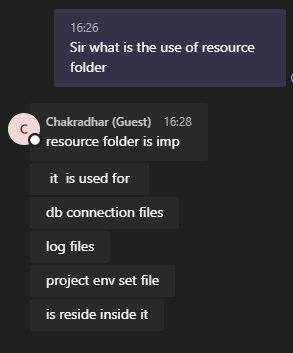 16:26
Sir what is the use of resource
folder
C
Chakradhar (Guest) 16:28
resource folder is imp
it is used for
db connection files
log files
project env set file
is reside inside it